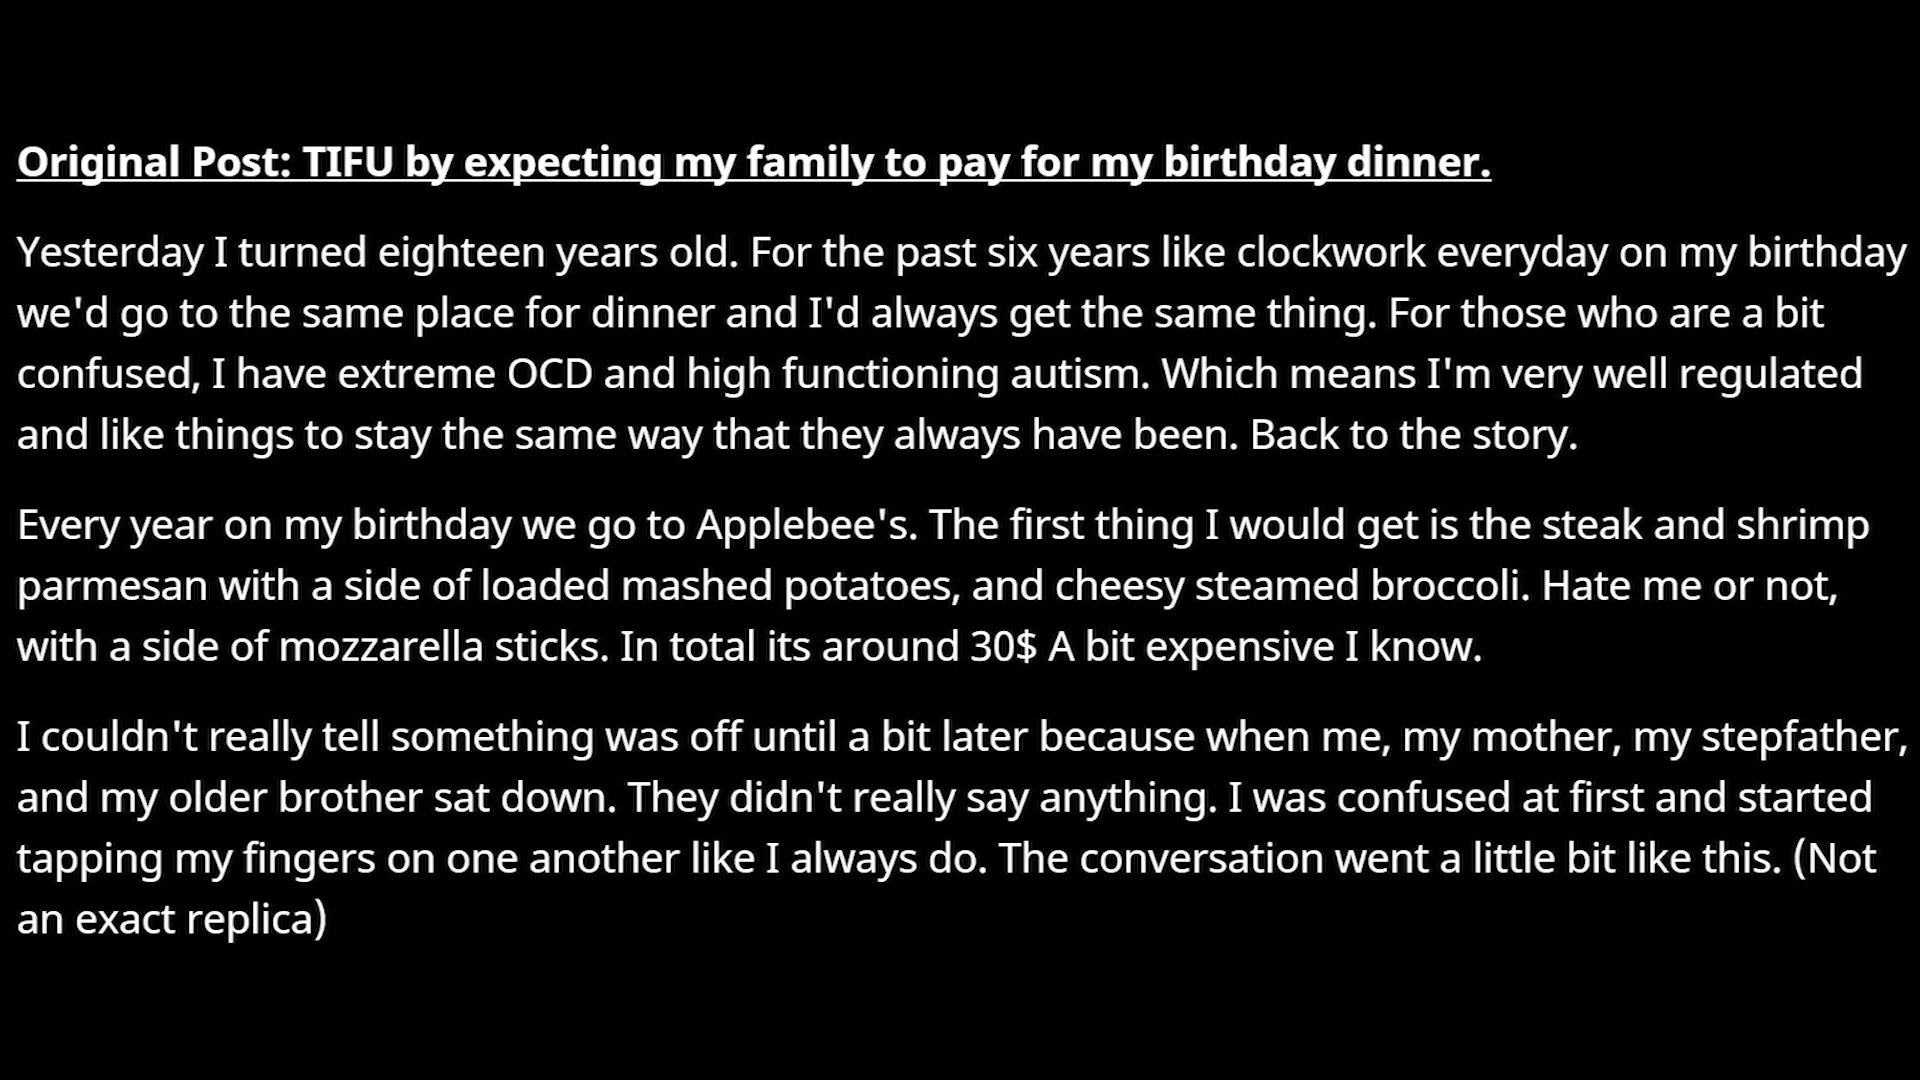 Original Post: TIFU by expecting my family to pay for my birthday dinner.
Yesterday I turned eighteen years old. For the past six years like clockwork everyday on my birthday
we'd go to the same place for dinner and I'd always get the same thing. For those who are a bit
confused, I have extreme OCD and high functioning autism. Which means I'm very well regulated
and like things to stay the same way that they always have been. Back to the story.
Every year on my birthday we go to Applebee's. The first thing I would get is the steak and shrimp
parmesan with a side of loaded mashed potatoes, and cheesy steamed broccoli. Hate me or not,
with a side of mozzarella sticks. In total its around 30$ A bit expensive I know.
I couldn't really tell something was off until a bit later because when me, my mother, my stepfather,
and my older brother sat down. They didn't really say anything. I was confused at first and started
tapping my fingers on one another like I always do. The conversation went a little bit like this. (Not
an exact replica)